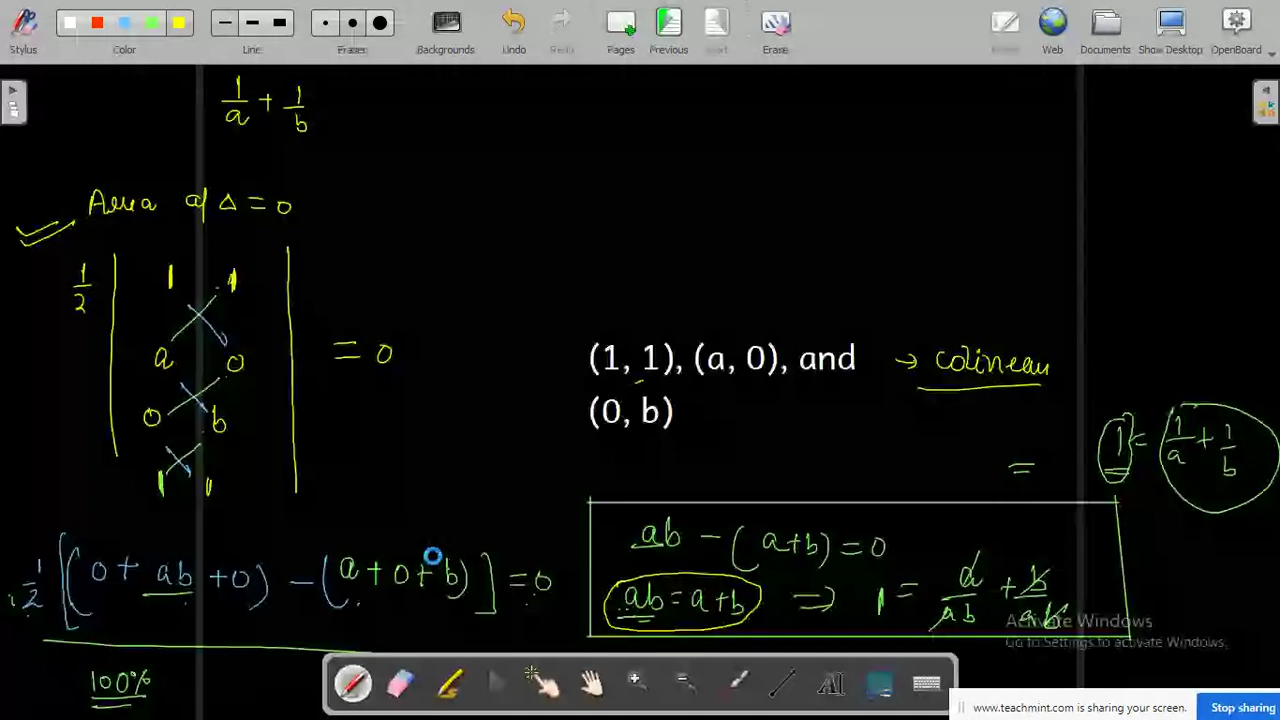 Stylus
Color
Line
Eraser
Backgrounds
Undo
Redo
Pages
Previous
Next
Erase
Web
Documents
Show Desktop
OpenBoard
1/a + 1/b
Area of Δ = 0
1/2 | 1 1
a 0
0 b
1 1 | = 0
(1, 1), (a, 0), and
(0, b)
→ colinear
= 1 = 1/a + 1/b
1/2 [(0 + ab + 0) − (a + 0 + b)] = 0
ab − (a+b) = 0
ab = a+b ⇒ 1 = a/ab + b/ab
100%
Activate Windows
Go to Settings to activate Windows.
www.teachmint.com is sharing your screen.
Stop sharing